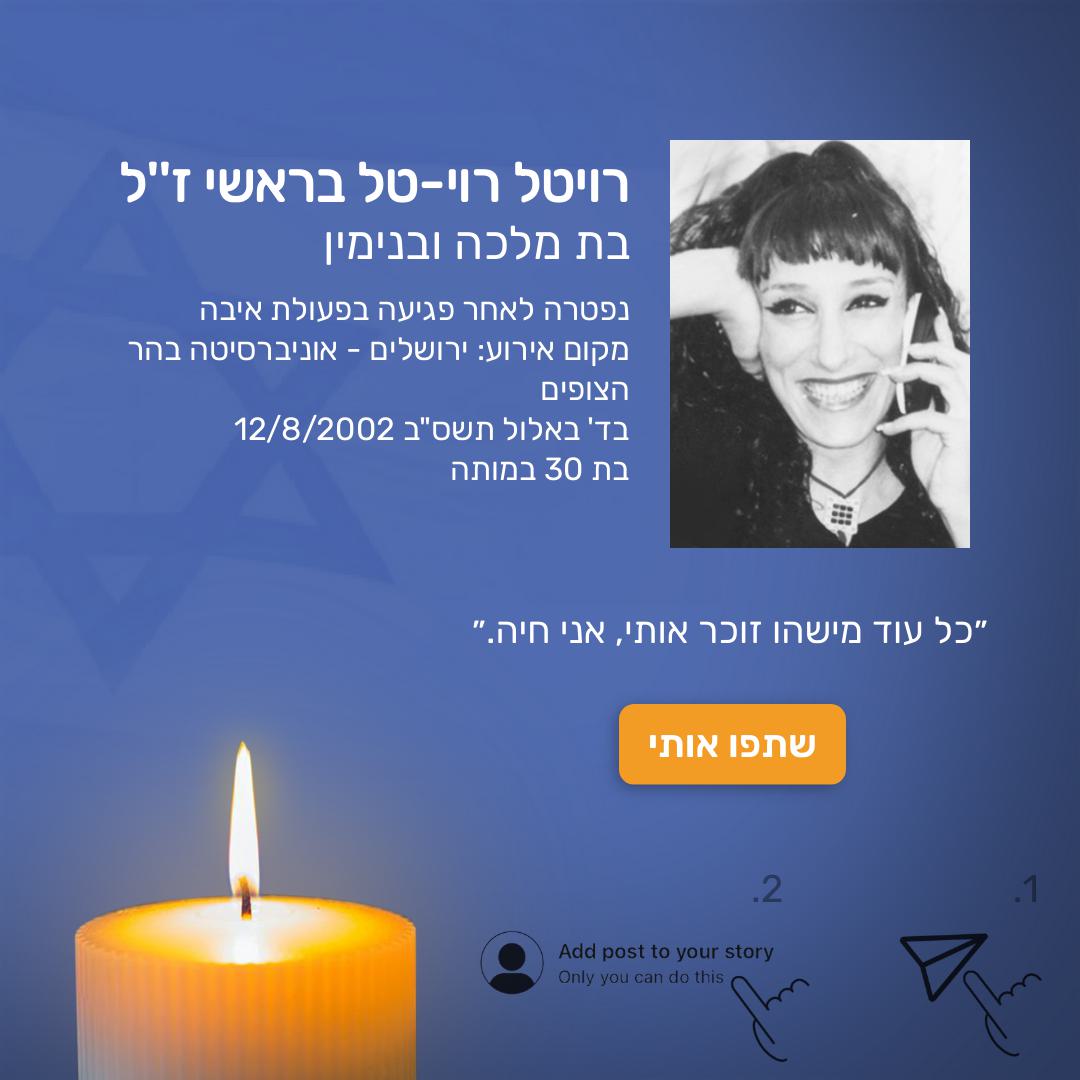 רויטל רוי-טל בראשי ז"ל
בת מלכה ובנימין
נפטרה לאחר פגיעה בפעולת איבה
מקום אירוע: ירושלים - אוניברסיטה בהר
הצופים
בד' באלול תשס"ב 12/8/2002
בת 30 במותה
״כל עוד מישהו זוכר אותי, אני חיה.״
שתפו אותי
1.
2.
Add post to your story
Only you can do this